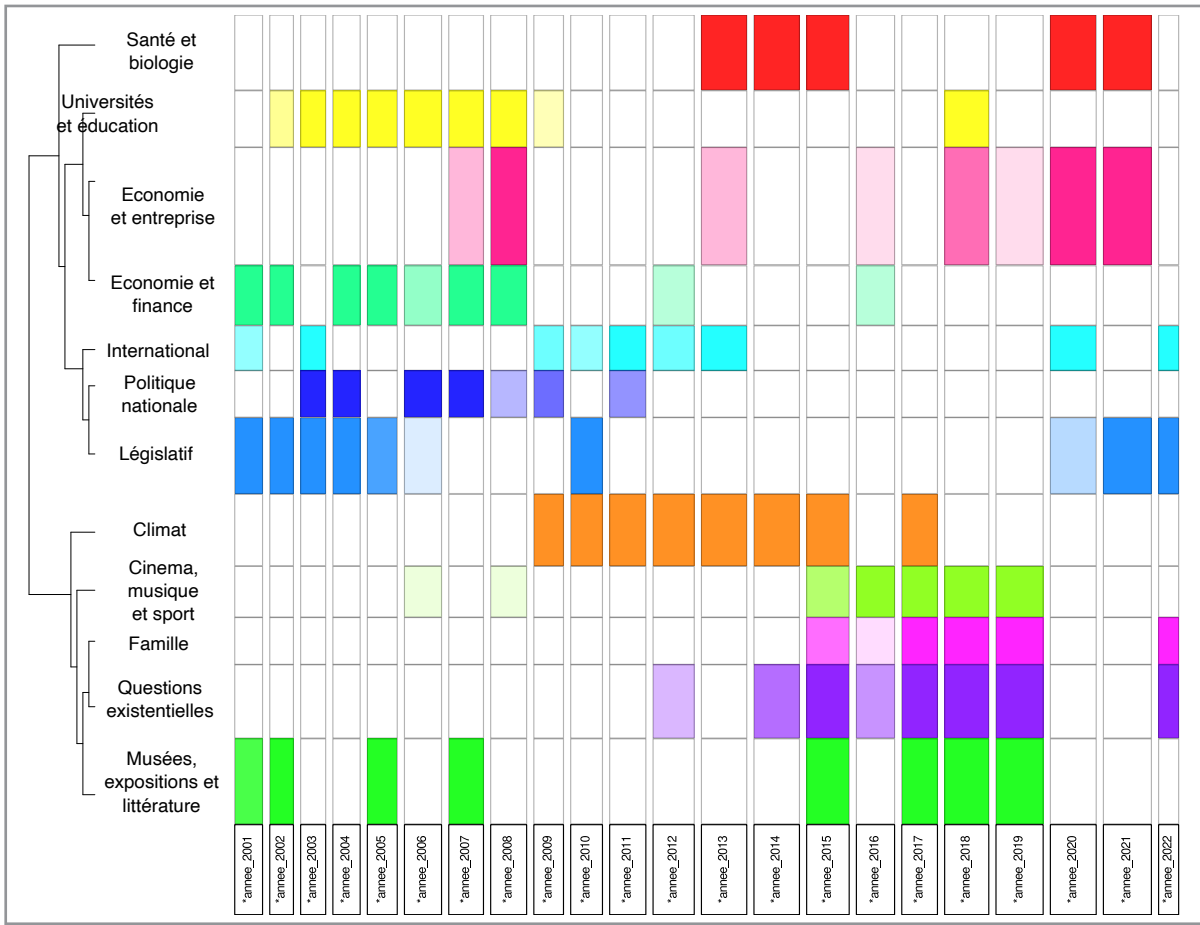 Santé et
biologie
Universités
et éducation
Economie
et entreprise
Economie et
finance
International
Politique
nationale
Législatif
Climat
Cinema,
musique
et sport
Famille
Questions
existentielles
Musées,
expositions et
littérature
*annee_2001
*annee_2002
*annee_2003
*annee_2004
*annee_2005
*annee_2006
*annee_2007
*annee_2008
*annee_2009
*annee_2010
*annee_2011
*annee_2012
*annee_2013
*annee_2014
*annee_2015
*annee_2016
*annee_2017
*annee_2018
*annee_2019
*annee_2020
*annee_2021
*annee_2022